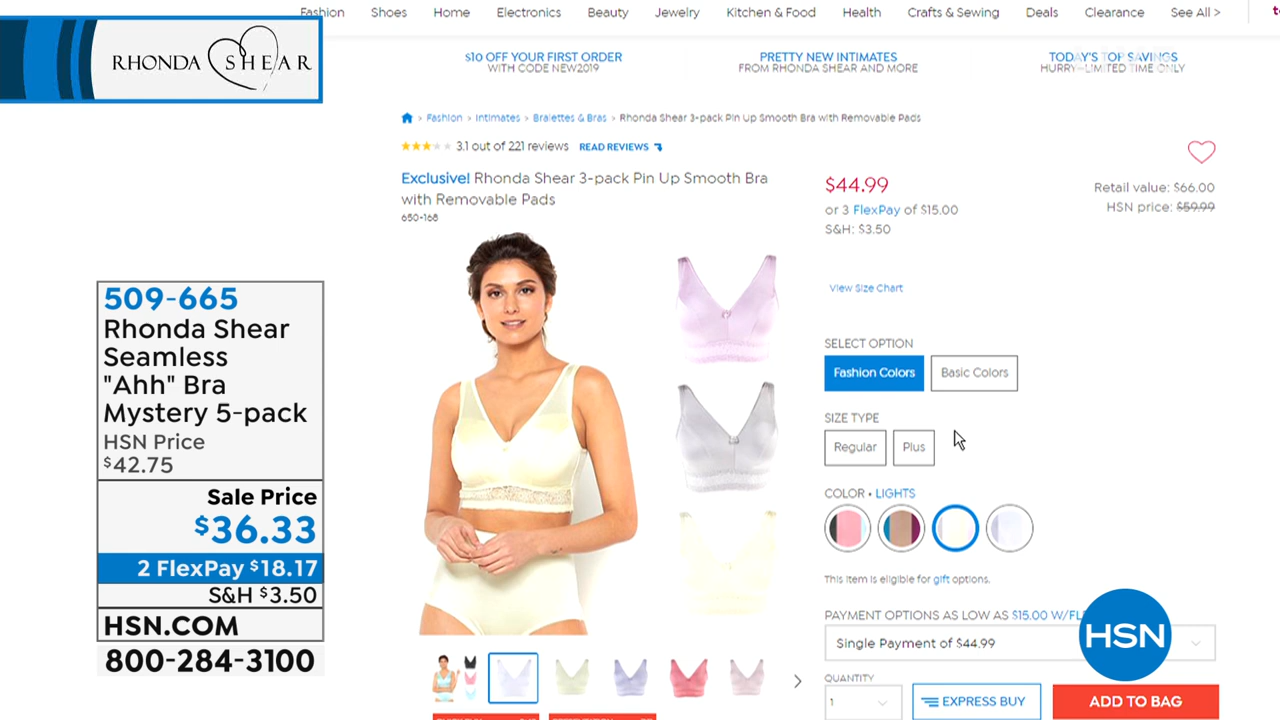 Fashion Shoes Home Electronics Beauty Jewelry Kitchen & Food Health Crafts & Sewing Deals Clearance See All >
RHONDA SHEAR
$10 OFF YOUR FIRST ORDER
WITH CODE NEW2019
PRETTY NEW INTIMATES
FROM RHONDA SHEAR AND MORE
TODAY'S TOP SAVINGS
HURRY—LIMITED TIME ONLY
Fashion > Intimates > Bralettes & Bras > Rhonda Shear 3-pack Pin Up Smooth Bra with Removable Pads
3.1 out of 221 reviews READ REVIEWS
Exclusive! Rhonda Shear 3-pack Pin Up Smooth Bra
with Removable Pads
650-168
$44.99
or 3 FlexPay of $15.00
S&H: $3.50
Retail value: $66.00
HSN price: $59.99
View Size Chart
SELECT OPTION
Fashion Colors Basic Colors
SIZE TYPE
Regular Plus
COLOR • LIGHTS
This item is eligible for gift options.
PAYMENT OPTIONS AS LOW AS $15.00 W/FL
Single Payment of $44.99
QUANTITY
1
EXPRESS BUY
ADD TO BAG
HSN
509-665
Rhonda Shear
Seamless
"Ahh" Bra
Mystery 5-pack
HSN Price
$42.75
Sale Price
$36.33
2 FlexPay $18.17
S&H $3.50
HSN.COM
800-284-3100